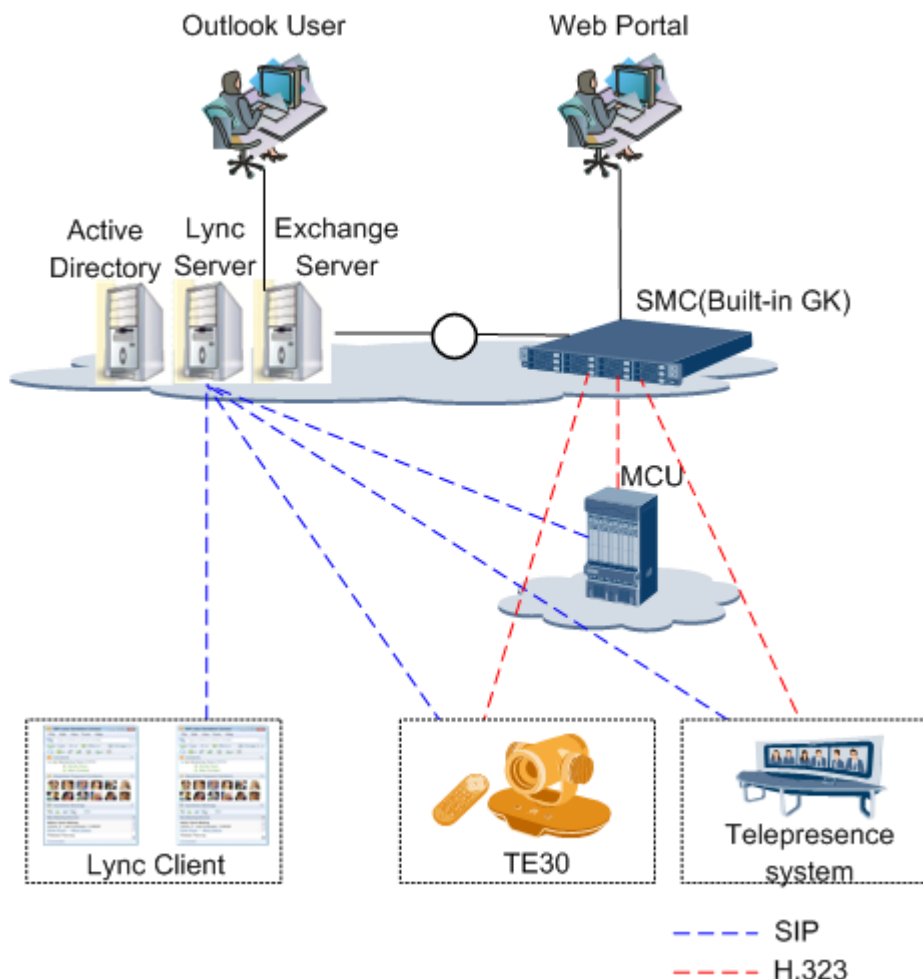 Outlook User
Web Portal
Active
Directory
Lync
Server
Exchange
Server
SMC(Built-in GK)
MCU
Lync Client
TE30
Telepresence
system
SIP
H.323